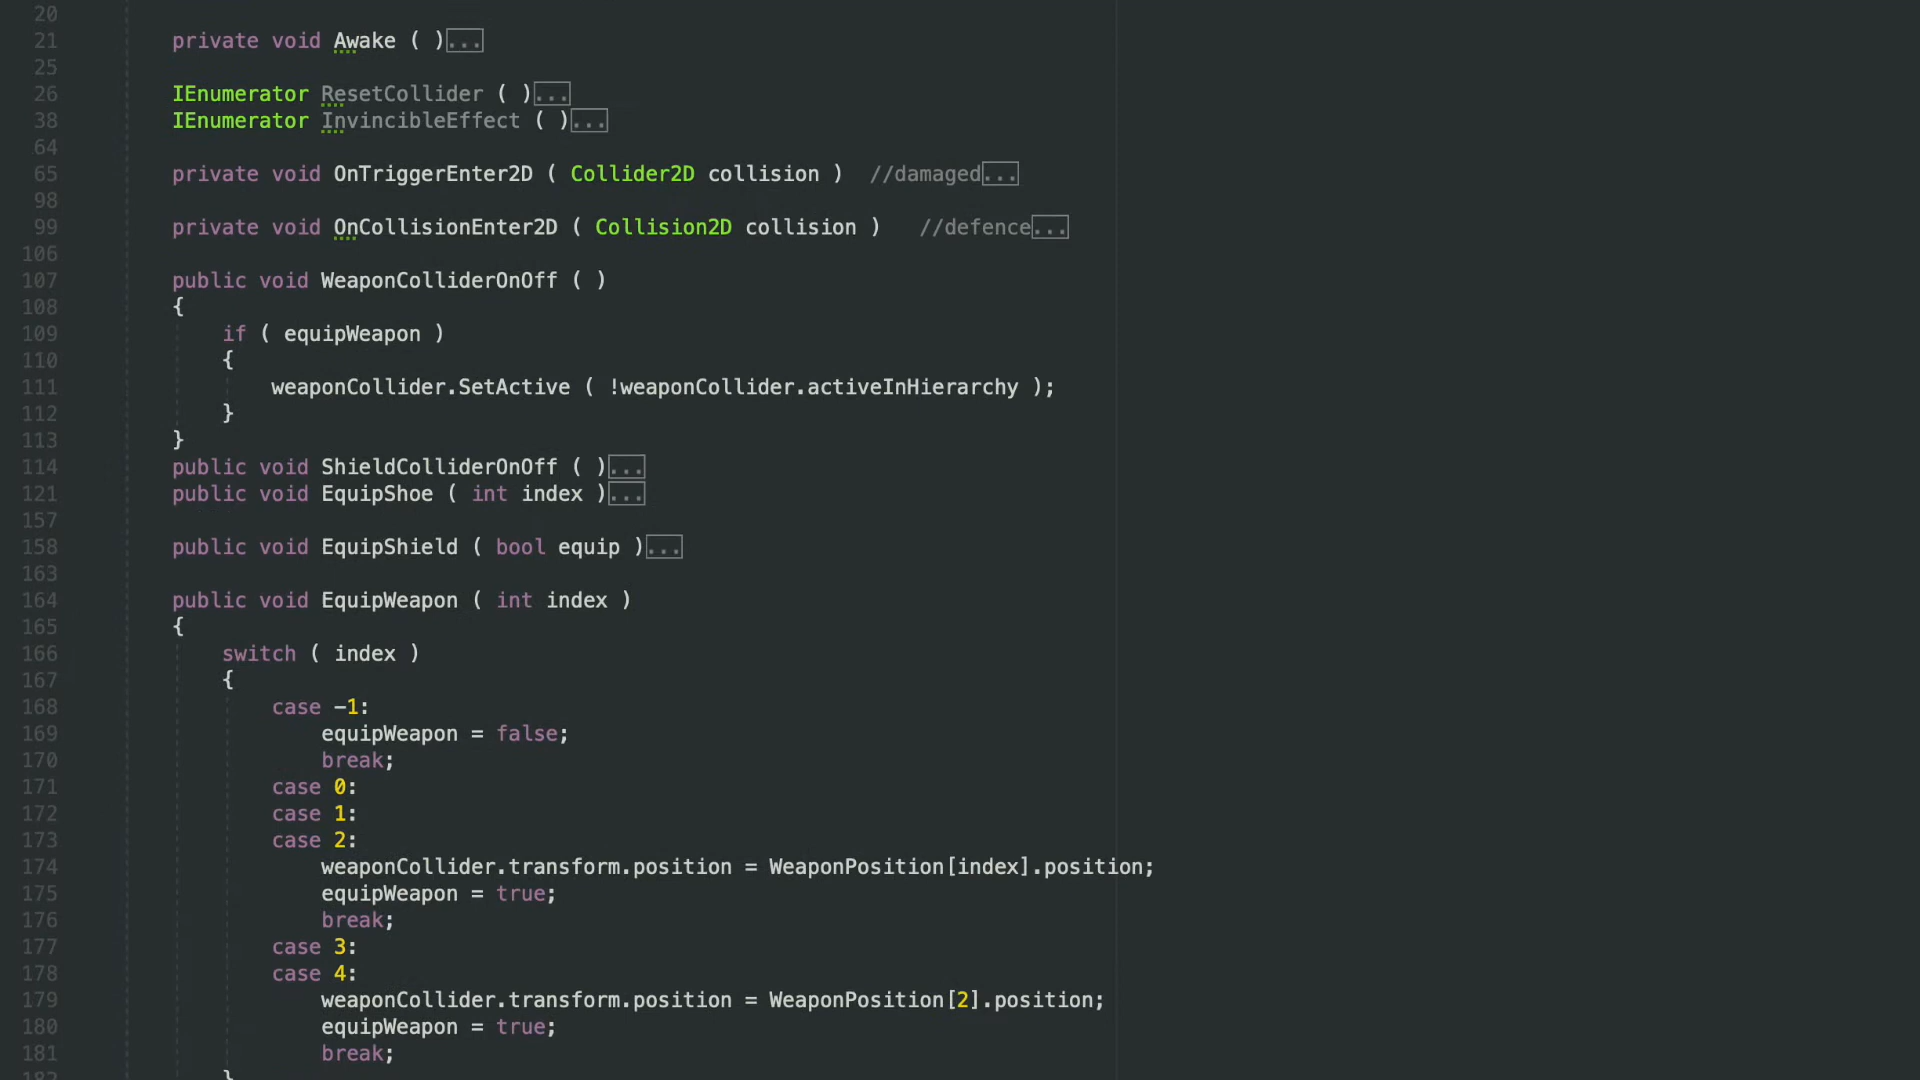 20
21 private void Awake ( )...
25
26 IEnumerator ResetCollider ( )...
38 IEnumerator InvincibleEffect ( )...
64
65 private void OnTriggerEnter2D ( Collider2D collision ) //damaged...
98
99 private void OnCollisionEnter2D ( Collision2D collision ) //defence...
106
107 public void WeaponColliderOnOff ( )
108 {
109 if ( equipWeapon )
110 {
111 weaponCollider.SetActive ( !weaponCollider.activeInHierarchy );
112 }
113 }
114 public void ShieldColliderOnOff ( )...
121 public void EquipShoe ( int index )...
157
158 public void EquipShield ( bool equip )...
163
164 public void EquipWeapon ( int index )
165 {
166 switch ( index )
167 {
168 case -1:
169 equipWeapon = false;
170 break;
171 case 0:
172 case 1:
173 case 2:
174 weaponCollider.transform.position = WeaponPosition[index].position;
175 equipWeapon = true;
176 break;
177 case 3:
178 case 4:
179 weaponCollider.transform.position = WeaponPosition[2].position;
180 equipWeapon = true;
181 break;
182 }